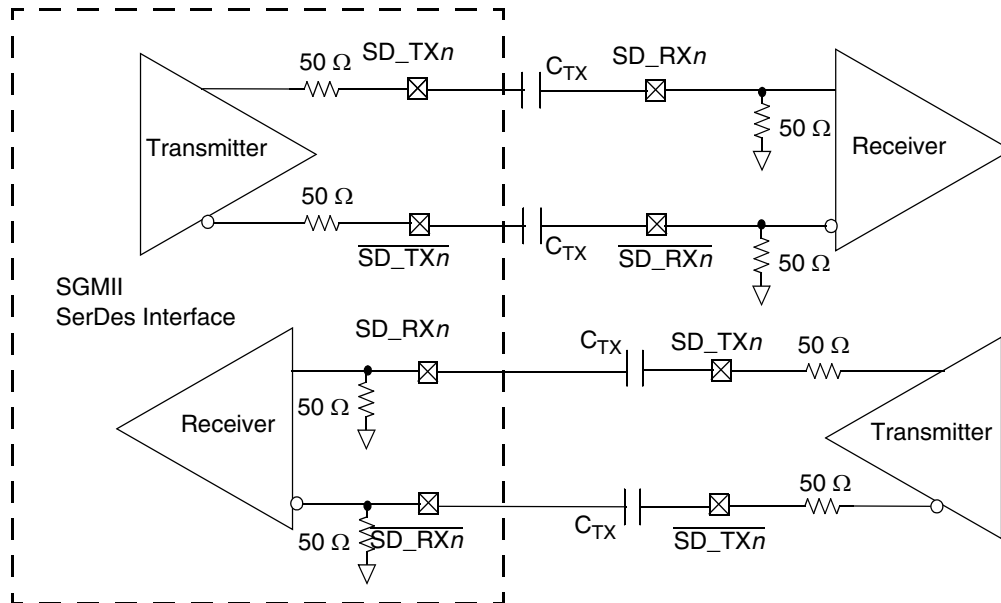 50 Ω
SD_TXn
C_TX
SD_RXn
Transmitter
50 Ω
Receiver
50 Ω
SD_TXn
C_TX
SD_RXn
50 Ω
SGMII
SerDes Interface
SD_RXn
C_TX
SD_TXn
50 Ω
50 Ω
Receiver
Transmitter
50 Ω
50 Ω
SD_RXn
C_TX
SD_TXn